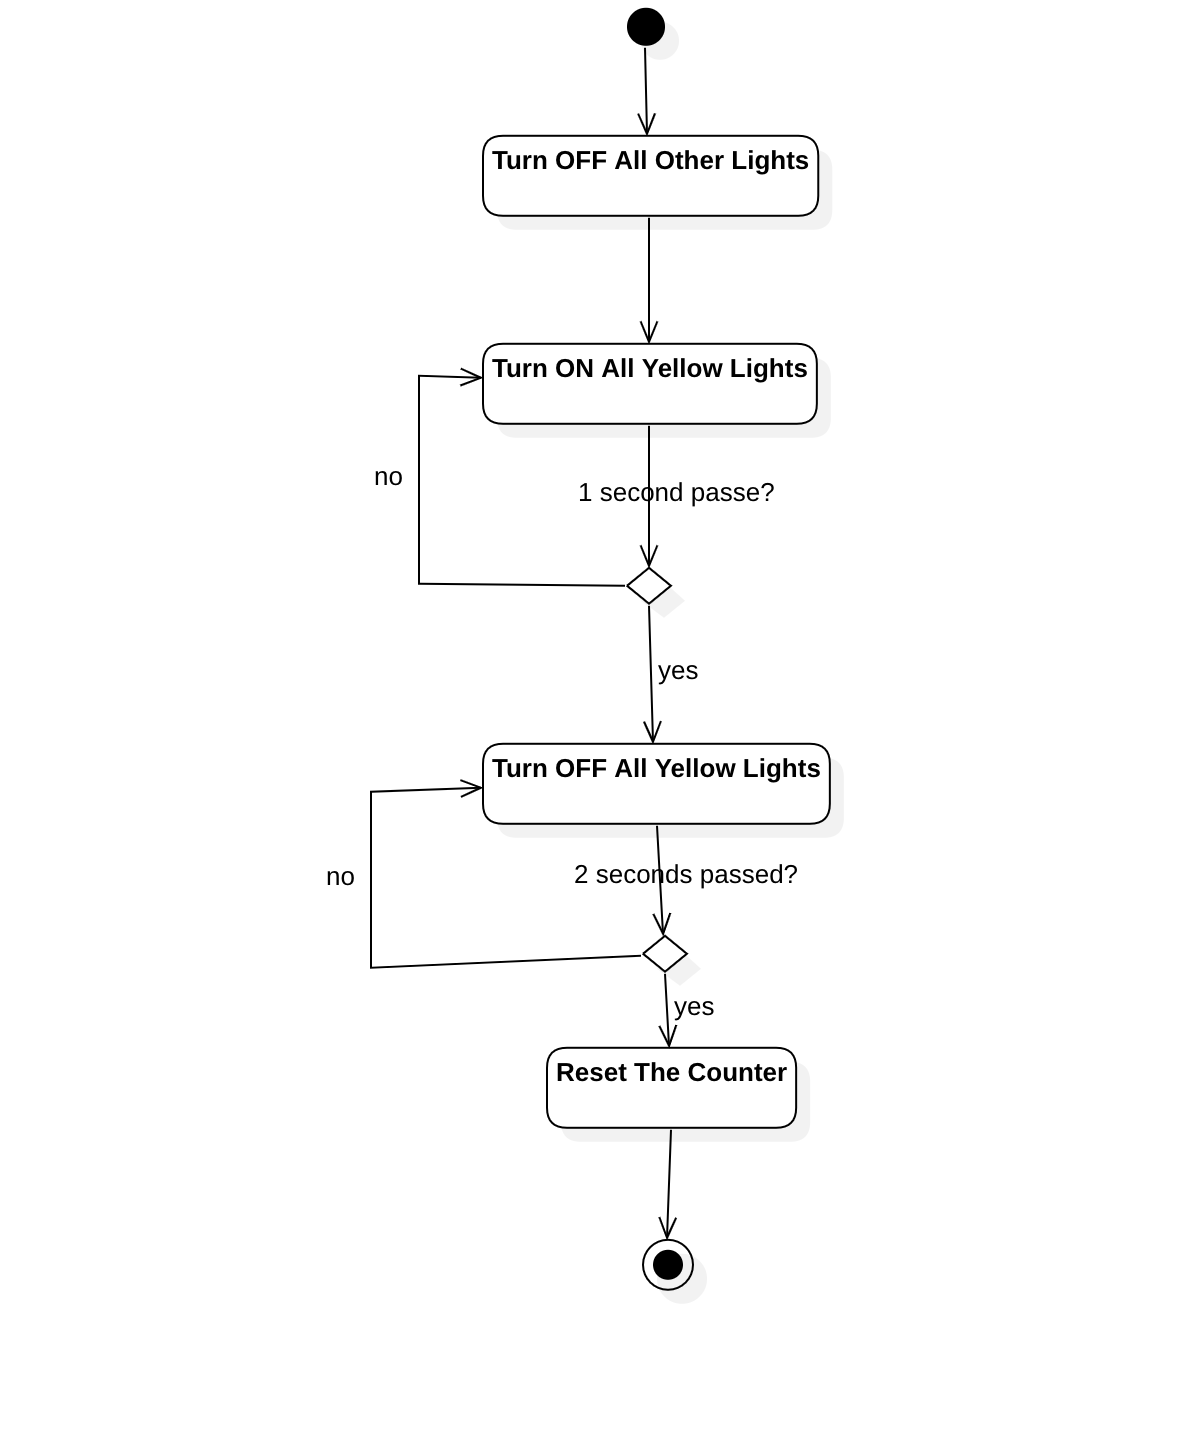 Turn OFF All Other Lights
Turn ON All Yellow Lights
no
1 second passe?
yes
Turn OFF All Yellow Lights
no
2 seconds passed?
yes
Reset The Counter